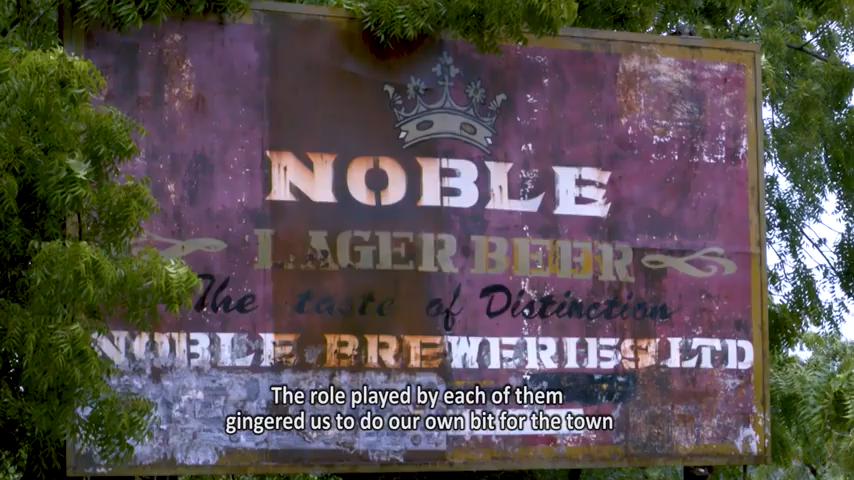 NOBLE
LAGER BEER
The taste of Distinction
NOBLE BREWERIES LTD
The role played by each of them
gingered us to do our own bit for the town